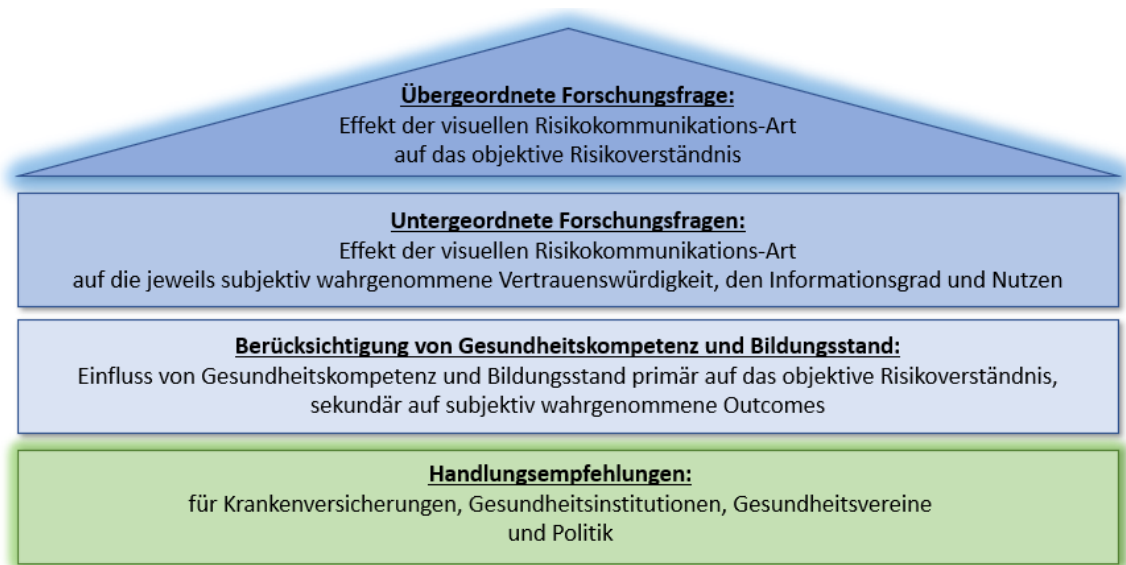 Übergeordnete Forschungsfrage:
Effekt der visuellen Risikokommunikations-Art
auf das objektive Risikoverständnis
Untergeordnete Forschungsfragen:
Effekt der visuellen Risikokommunikations-Art
auf die jeweils subjektiv wahrgenommene Vertrauenswürdigkeit, den Informationsgrad und Nutzen
Berücksichtigung von Gesundheitskompetenz und Bildungsstand:
Einfluss von Gesundheitskompetenz und Bildungsstand primär auf das objektive Risikoverständnis,
sekundär auf subjektiv wahrgenommene Outcomes
Handlungsempfehlungen:
für Krankenversicherungen, Gesundheitsinstitutionen, Gesundheitsvereine
und Politik